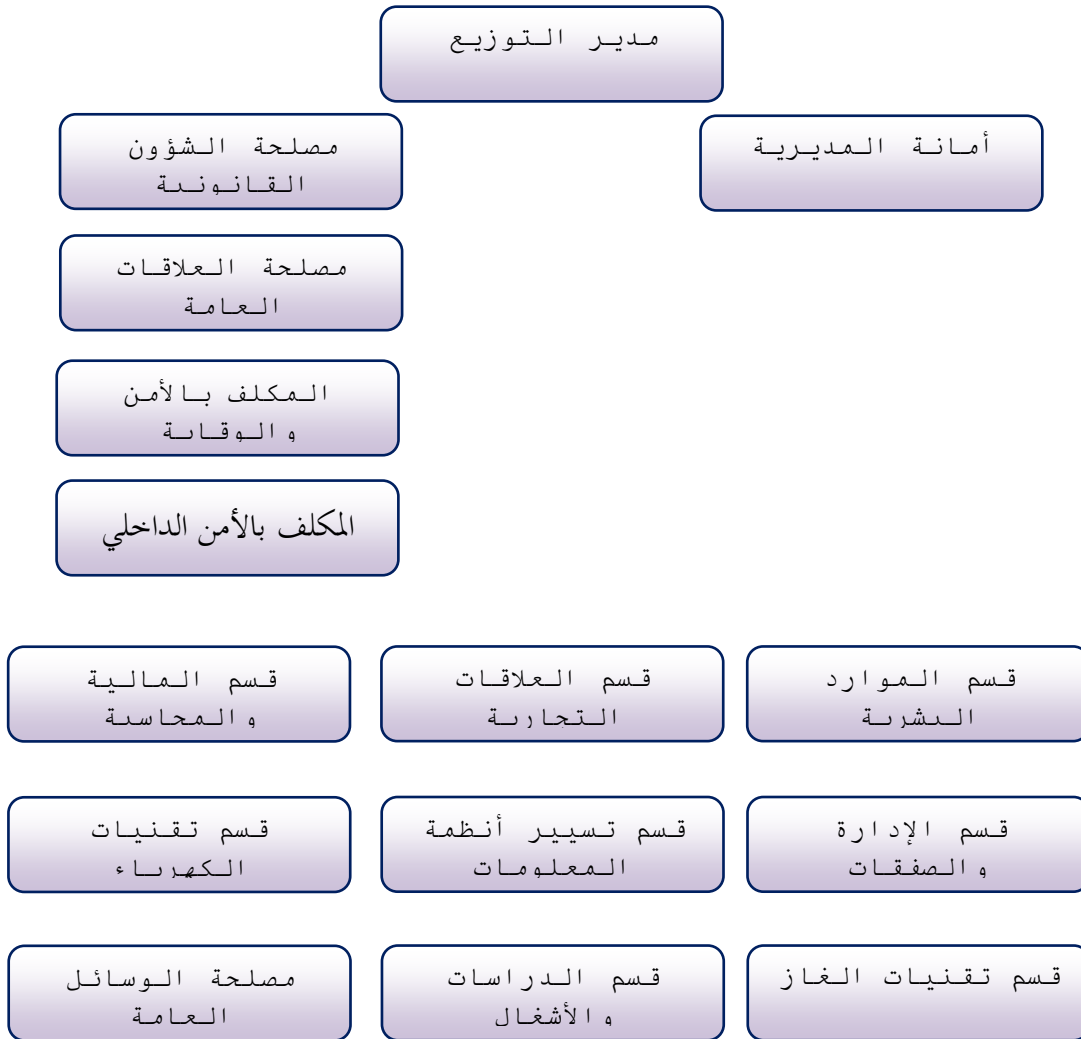 مدير التوزيع
أمانة المديرية
مصلحة الشؤون
القانونية
مصلحة العلاقات
العامة
المكلف بالأمن
والوقاية
المكلف بالأمن الداخلي
قسم الموارد
البشرية
قسم العلاقات
التجارية
قسم المالية
والمحاسبة
قسم الإدارة
والصفقات
قسم تسيير أنظمة
المعلومات
قسم تقنيات
الكهرباء
قسم تقنيات الغاز
قسم الدراسات
والأشغال
مصلحة الوسائل
العامة